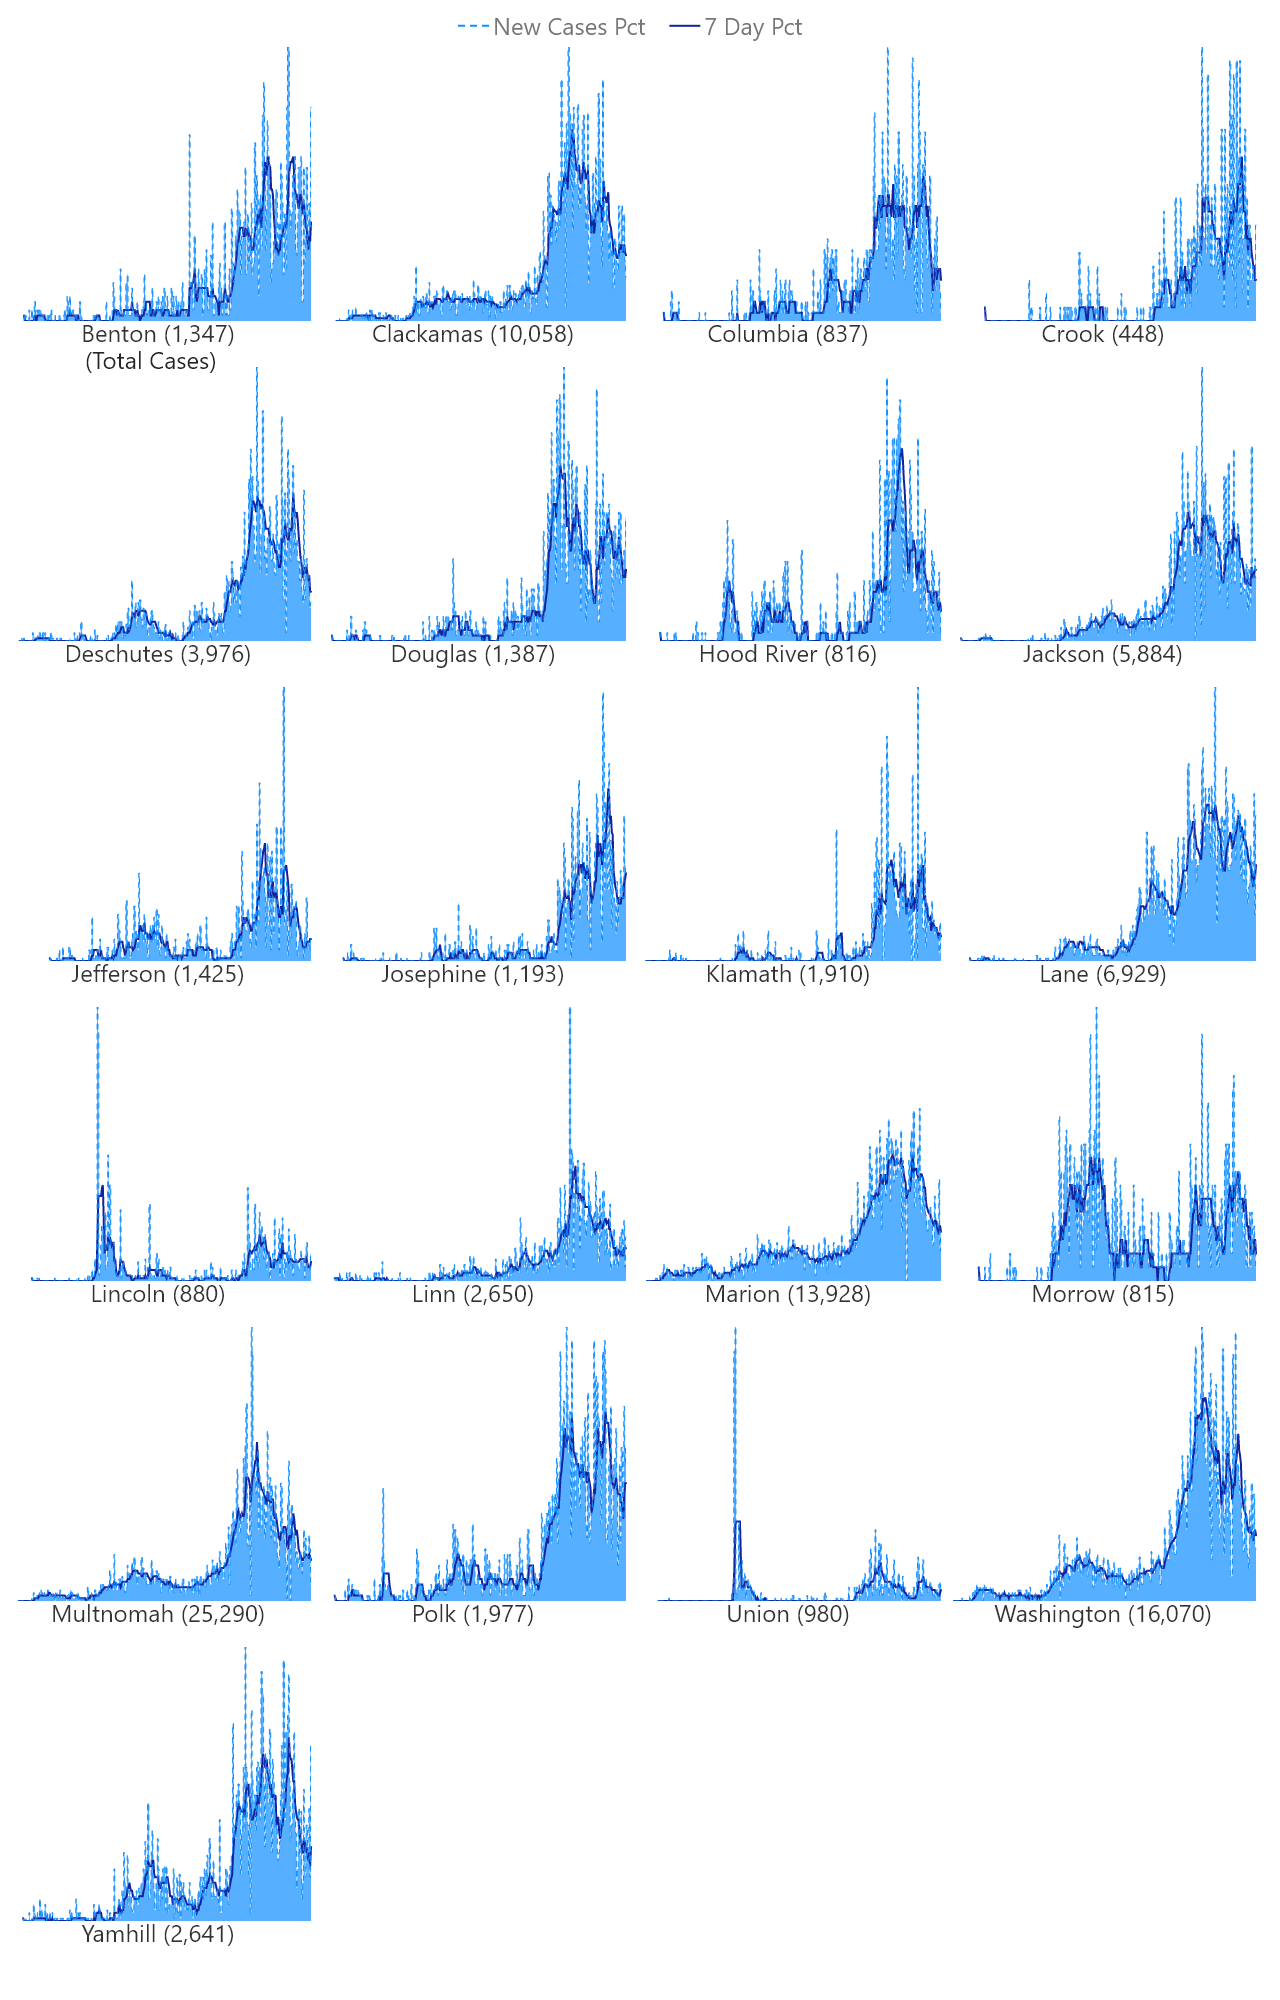 New Cases Pct 7 Day Pct
Benton (1,347) Clackamas (10,058) Columbia (837) Crook (448)
(Total Cases)
Deschutes (3,976) Douglas (1,387) Hood River (816) Jackson (5,884)
Jefferson (1,425) Josephine (1,193) Klamath (1,910) Lane (6,929)
Lincoln (880) Linn (2,650) Marion (13,928) Morrow (815)
Multnomah (25,290) Polk (1,977) Union (980) Washington (16,070)
Yamhill (2,641)